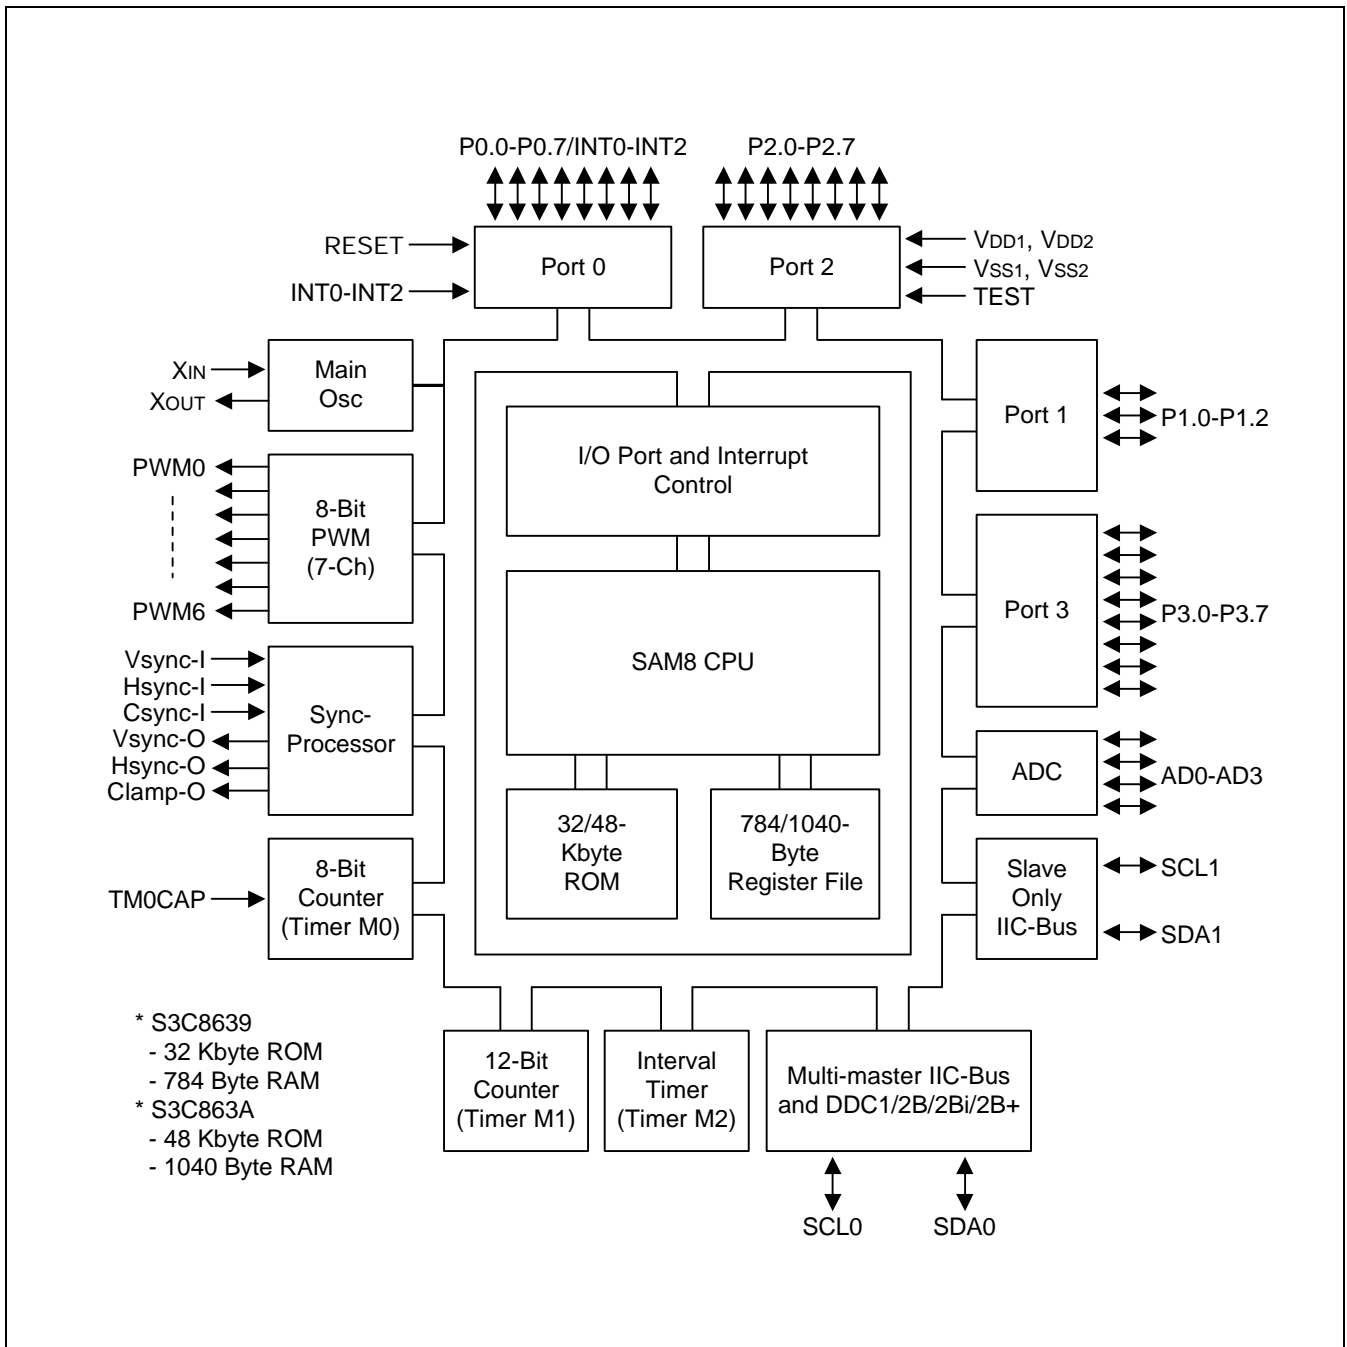 P0.0-P0.7/INT0-INT2
P2.0-P2.7
RESET
INT0-INT2
Port 0
Port 2
VDD1, VDD2
VSS1, VSS2
TEST
XIN
XOUT
Main
Osc
Port 1
P1.0-P1.2
I/O Port and Interrupt
Control
PWM0
PWM6
8-Bit
PWM
(7-Ch)
Port 3
P3.0-P3.7
SAM8 CPU
Vsync-I
Hsync-I
Csync-I
Vsync-O
Hsync-O
Clamp-O
Sync-
Processor
ADC
AD0-AD3
32/48-
Kbyte
ROM
784/1040-
Byte
Register File
TM0CAP
8-Bit
Counter
(Timer M0)
Slave
Only
IIC-Bus
SCL1
SDA1
* S3C8639
- 32 Kbyte ROM
- 784 Byte RAM
* S3C863A
- 48 Kbyte ROM
- 1040 Byte RAM
12-Bit
Counter
(Timer M1)
Interval
Timer
(Timer M2)
Multi-master IIC-Bus
and DDC1/2B/2Bi/2B+
SCL0
SDA0